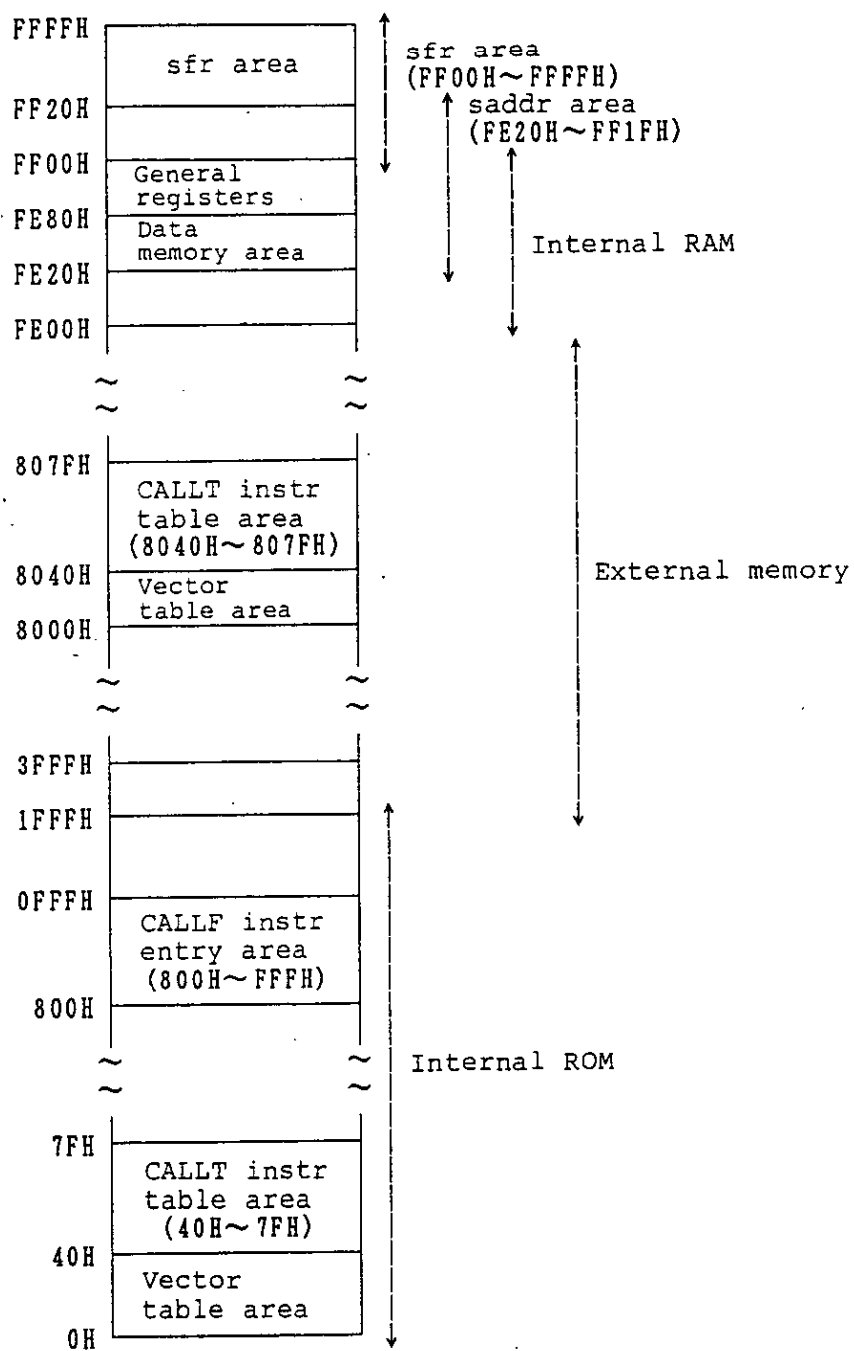 FFFFH
sfr area
sfr area
(FF00H~FFFFH)
FF20H
saddr area
(FE20H~FF1FH)
FF00H
General
registers
FE80H
Data
memory area
Internal RAM
FE20H
FE00H
807FH
CALLT instr
table area
(8040H~807FH)
8040H
External memory
Vector
table area
8000H
3FFFH
1FFFH
0FFFH
CALLF instr
entry area
(800H~FFFH)
800H
Internal ROM
7FH
CALLT instr
table area
(40H~7FH)
40H
Vector
table area
0H